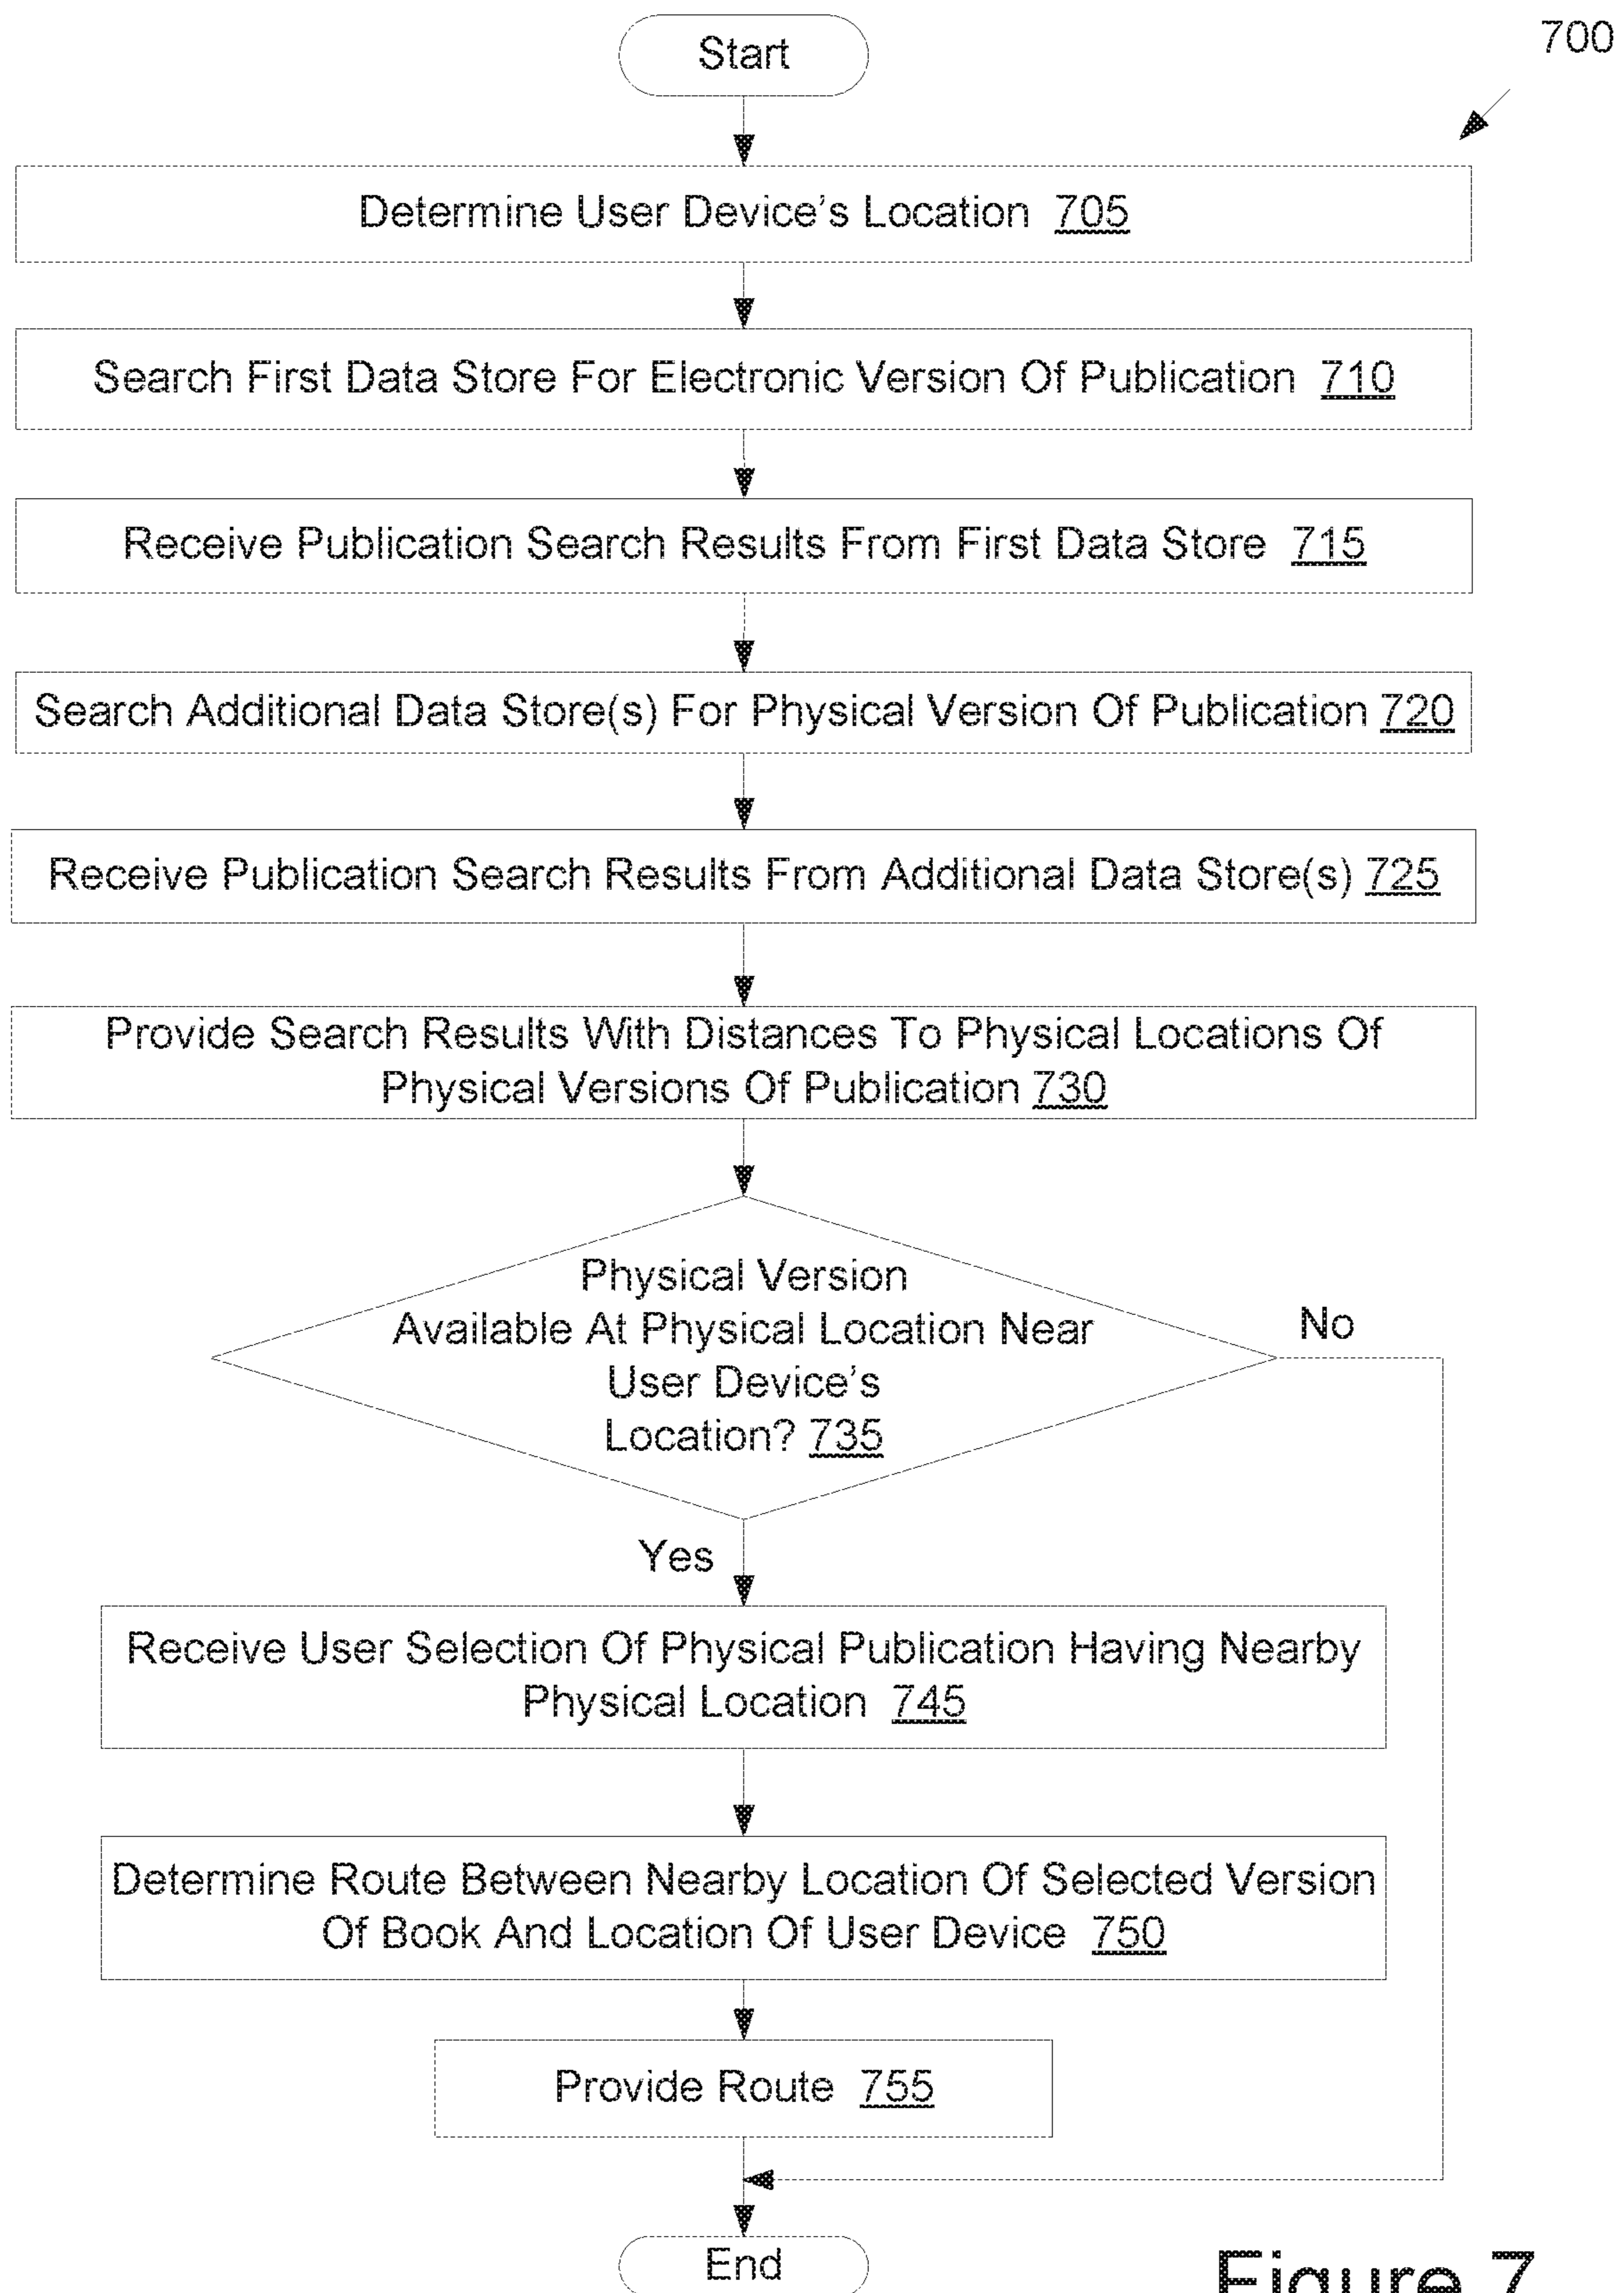 Start
700
Determine User Device's Location 705
Search First Data Store For Electronic Version Of Publication 710
Receive Publication Search Results From First Data Store 715
Search Additional Data Store(s) For Physical Version Of Publication 720
Receive Publication Search Results From Additional Data Store(s) 725
Provide Search Results With Distances To Physical Locations Of
Physical Versions Of Publication 730
Physical Version
Available At Physical Location Near
User Device's
Location? 735
No
Yes
Receive User Selection Of Physical Publication Having Nearby
Physical Location 745
Determine Route Between Nearby Location Of Selected Version
Of Book And Location Of User Device 750
Provide Route 755
End
Figure 7